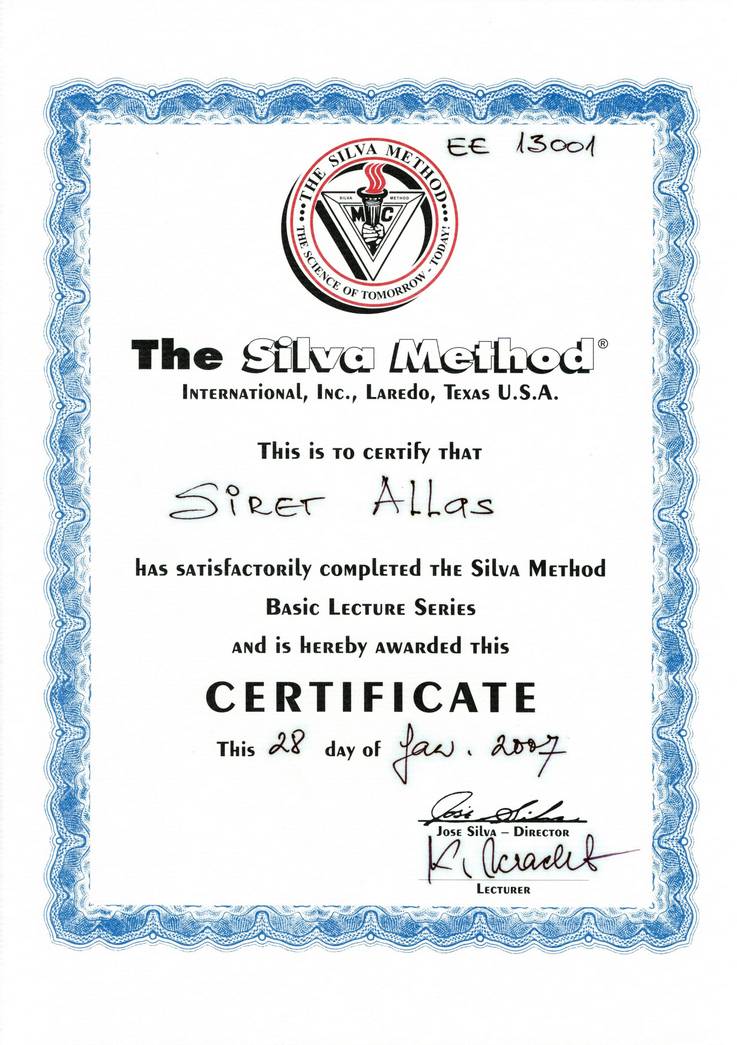 EE 13001
THE SILVA METHOD
SILVA METHOD
M C
THE SCIENCE OF TOMORROW - TODAY!
The Silva Method®
International, Inc., Laredo, Texas U.S.A.
This is to certify that
Siret Allas
has satisfactorily completed the Silva Method
Basic Lecture Series
and is hereby awarded this
CERTIFICATE
This 28 day of Jan. 2007
José Silva
Jose Silva – Director
K.
Lecturer